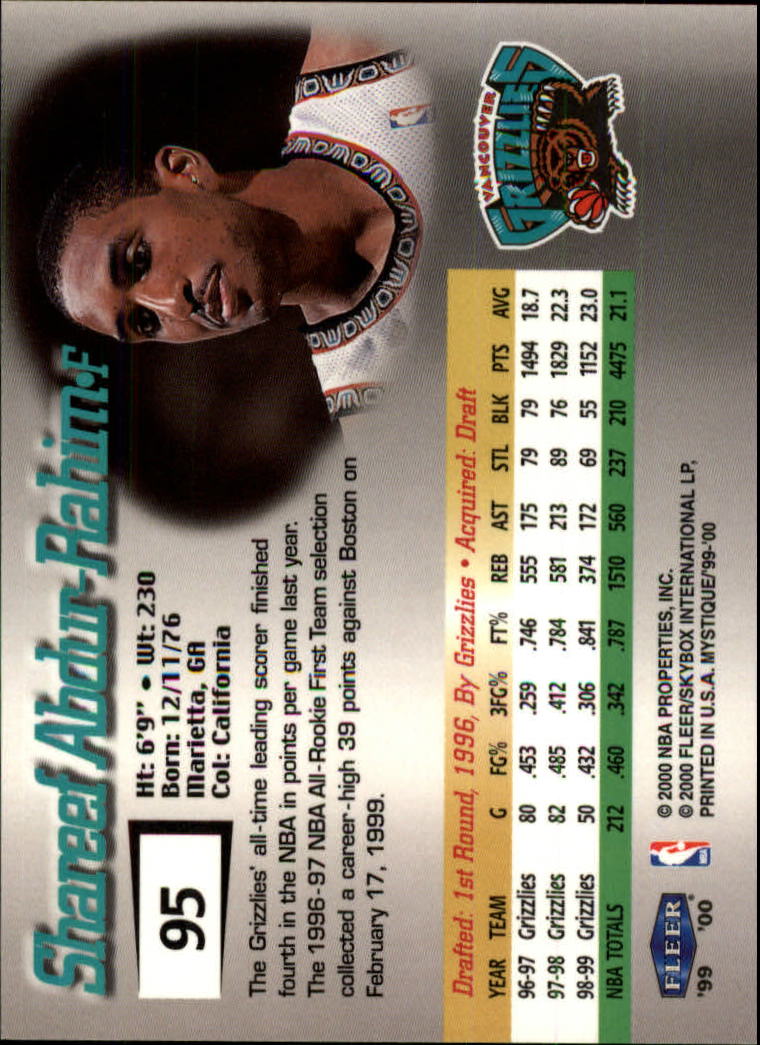 Shareef Abdur-Rahim•F
95
Ht: 6'9" • Wt: 230
Born: 12/11/76
Marietta, GA
Col: California
The Grizzlies' all-time leading scorer finished
fourth in the NBA in points per game last year.
The 1996-97 NBA All-Rookie First Team selection
collected a career-high 39 points against Boston on
February 17, 1999.
VANCOUVER
GRIZZLIES
Drafted: 1st Round, 1996, By Grizzlies • Acquired: Draft
YEAR TEAM G FG% 3FG% FT% REB AST STL BLK PTS AVG
96-97 Grizzlies 80 .453 .259 .746 555 175 79 79 1494 18.7
97-98 Grizzlies 82 .485 .412 .784 581 213 89 76 1829 22.3
98-99 Grizzlies 50 .432 .306 .841 374 172 69 55 1152 23.0
NBA TOTALS 212 .460 .342 .787 1510 560 237 210 4475 21.1
FLEER
'99 '00
NBA
© 2000 NBA PROPERTIES, INC.
© 2000 FLEER/SKYBOX INTERNATIONAL LP,
PRINTED IN U.S.A. MYSTIQUE/'99-'00